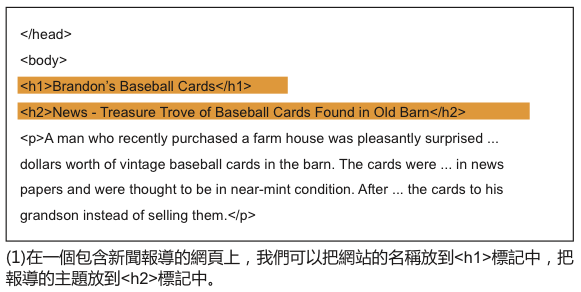 </head>
<body>
<h1>Brandon’s Baseball Cards</h1>
<h2>News - Treasure Trove of Baseball Cards Found in Old Barn</h2>
<p>A man who recently purchased a farm house was pleasantly surprised ...
dollars worth of vintage baseball cards in the barn. The cards were ... in news
papers and were thought to be in near-mint condition. After ... the cards to his
grandson instead of selling them.</p>
(1)在一個包含新聞報導的網頁上，我們可以把網站的名稱放到<h1>標記中，把
報導的主題放到<h2>標記中。